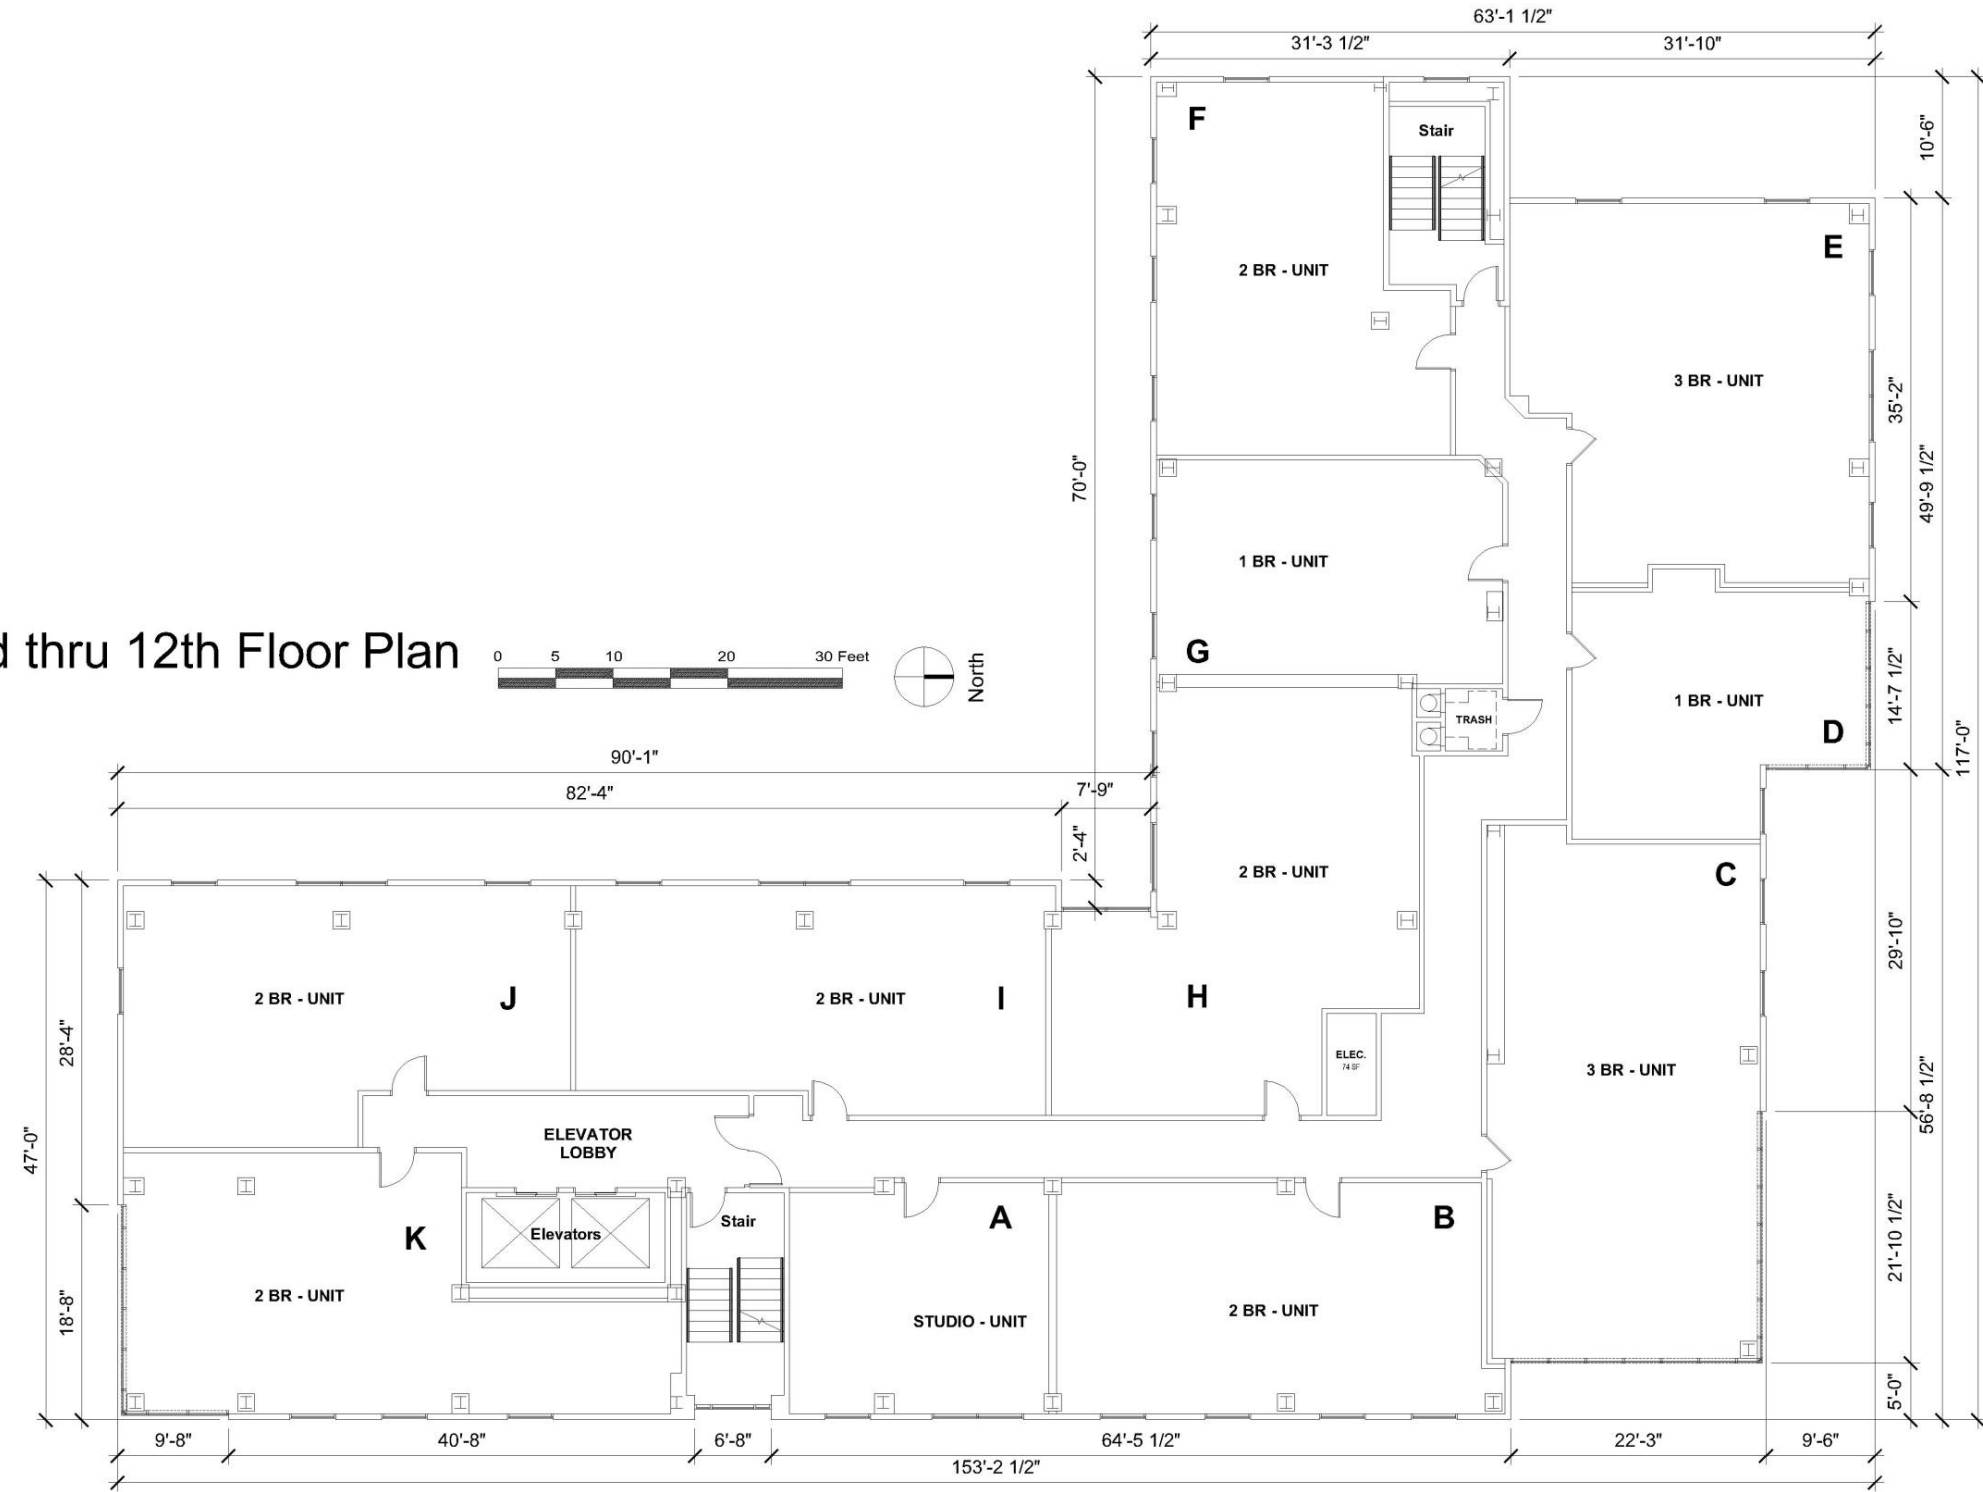 63'-1 1/2"
31'-3 1/2"
31'-10"
F
Stair
10'-6"
E
2 BR - UNIT
3 BR - UNIT
35'-2"
70'-0"
49'-9 1/2"
1 BR - UNIT
G
d thru 12th Floor Plan
0 5 10 20 30 Feet
North
1 BR - UNIT
D
14'-7 1/2"
TRASH
117'-0"
90'-1"
82'-4"
7'-9"
2'-4"
2 BR - UNIT
C
29'-10"
2 BR - UNIT
J
2 BR - UNIT
I
H
28'-4"
ELEC.
74 SF
3 BR - UNIT
56'-8 1/2"
47'-0"
ELEVATOR
LOBBY
K
Elevators
Stair
A
B
21'-10 1/2"
2 BR - UNIT
18'-8"
STUDIO - UNIT
2 BR - UNIT
5'-0"
9'-8"
40'-8"
6'-8"
64'-5 1/2"
22'-3"
9'-6"
153'-2 1/2"